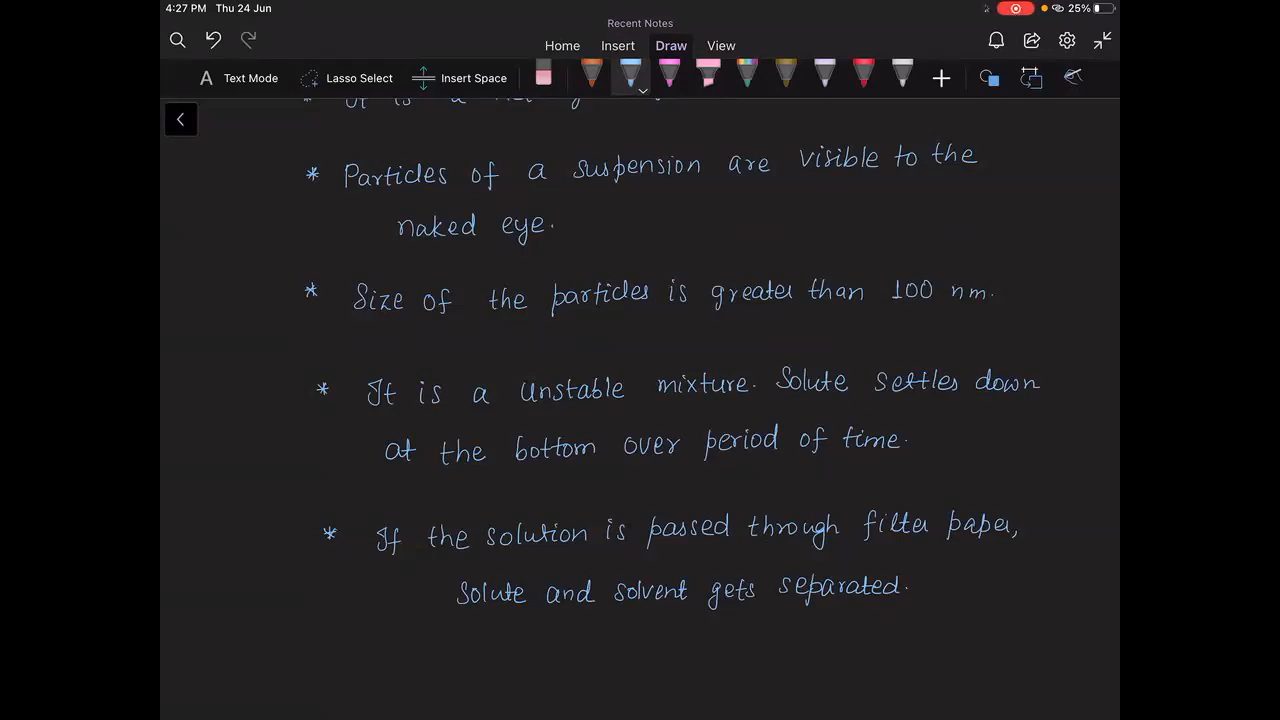 4:27 PM Thu 24 Jun
25%
Recent Notes
Home Insert Draw View
Text Mode Lasso Select Insert Space
* It is a
* Particles of a suspension are visible to the
naked eye.
* Size of the particles is greater than 100 nm.
* It is a unstable mixture. Solute settles down
at the bottom over period of time.
* If the solution is passed through filter paper,
solute and solvent gets separated.